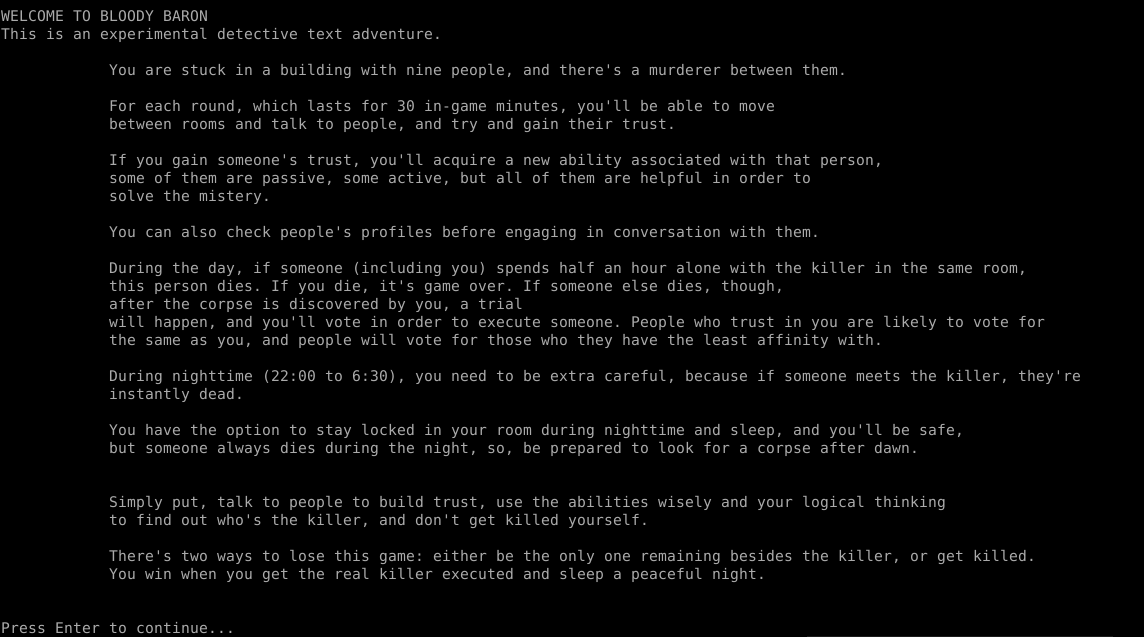 WELCOME TO BLOODY BARON
This is an experimental detective text adventure.
You are stuck in a building with nine people, and there's a murderer between them.
For each round, which lasts for 30 in-game minutes, you'll be able to move
between rooms and talk to people, and try and gain their trust.
If you gain someone's trust, you'll acquire a new ability associated with that person,
some of them are passive, some active, but all of them are helpful in order to
solve the mistery.
You can also check people's profiles before engaging in conversation with them.
During the day, if someone (including you) spends half an hour alone with the killer in the same room,
this person dies. If you die, it's game over. If someone else dies, though,
after the corpse is discovered by you, a trial
will happen, and you'll vote in order to execute someone. People who trust in you are likely to vote for
the same as you, and people will vote for those who they have the least affinity with.
During nighttime (22:00 to 6:30), you need to be extra careful, because if someone meets the killer, they're
instantly dead.
You have the option to stay locked in your room during nighttime and sleep, and you'll be safe,
but someone always dies during the night, so, be prepared to look for a corpse after dawn.
Simply put, talk to people to build trust, use the abilities wisely and your logical thinking
to find out who's the killer, and don't get killed yourself.
There's two ways to lose this game: either be the only one remaining besides the killer, or get killed.
You win when you get the real killer executed and sleep a peaceful night.
Press Enter to continue...